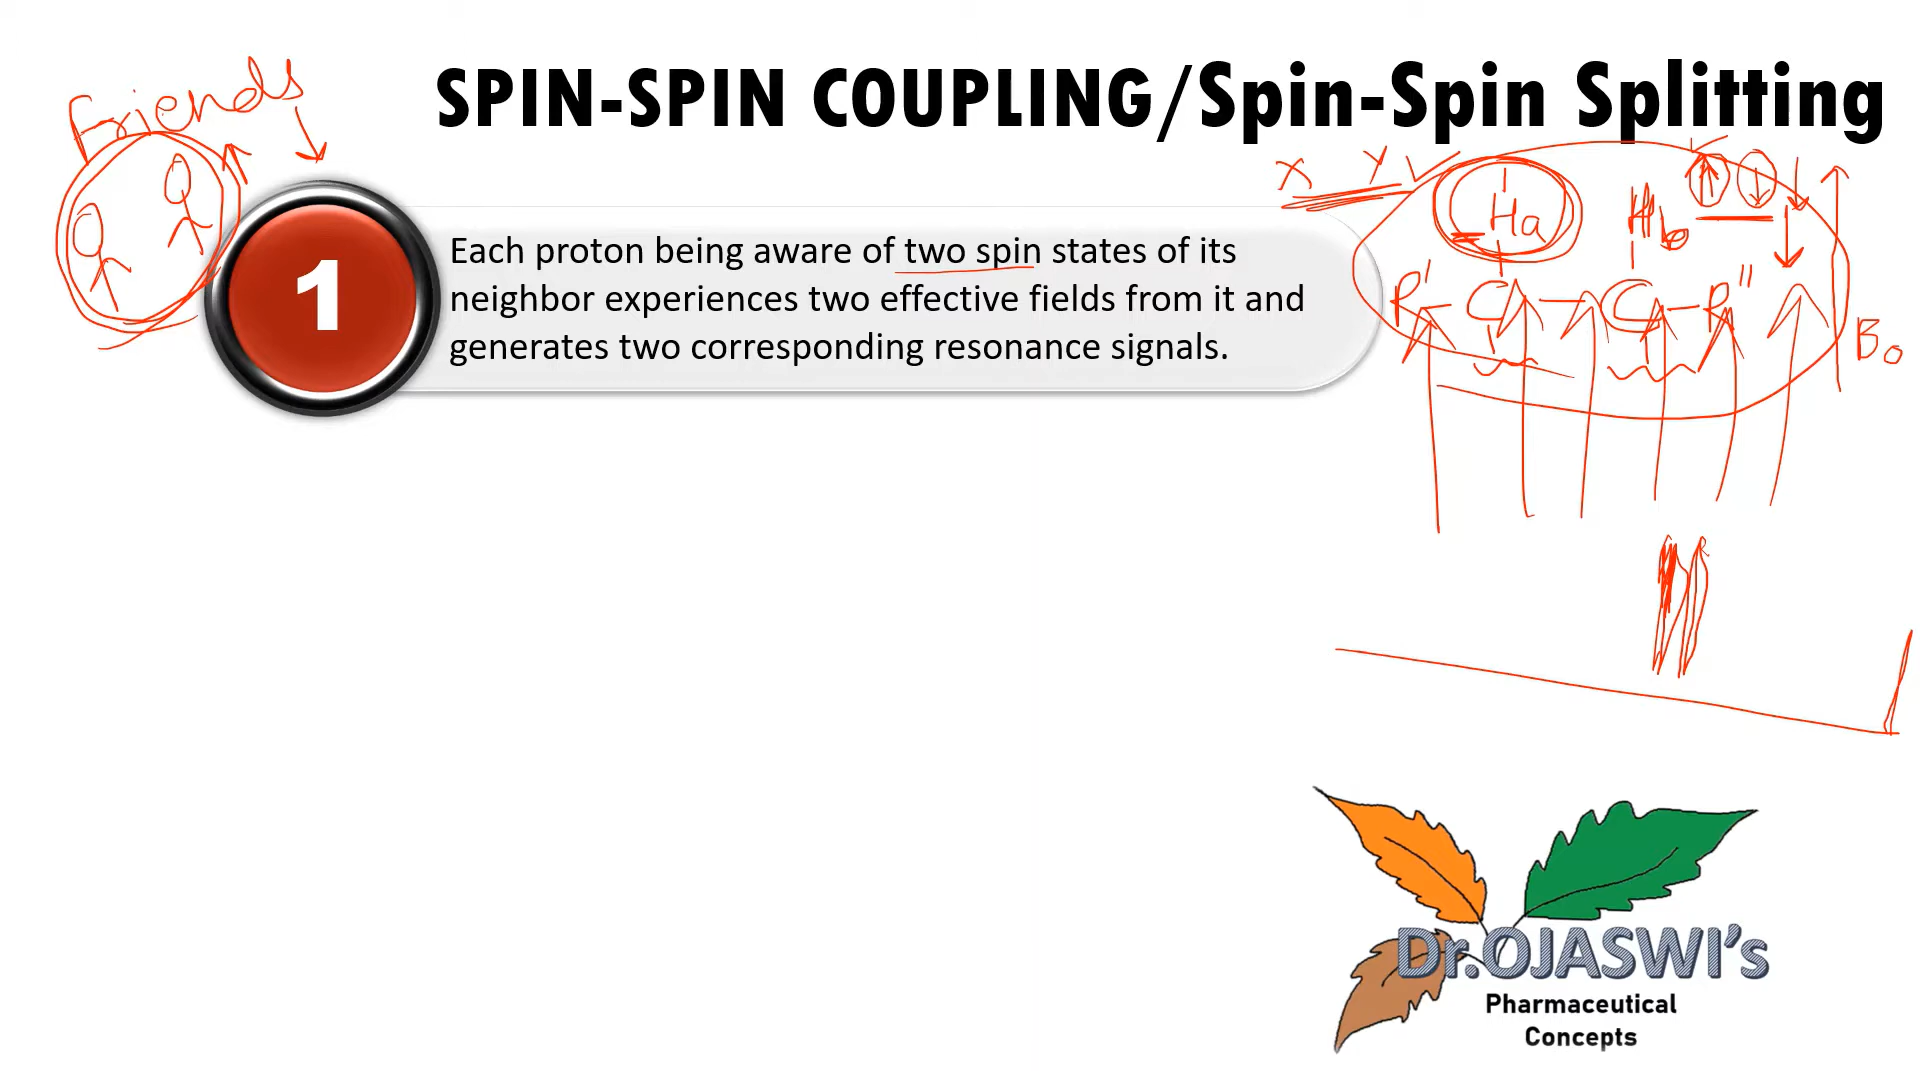 SPIN-SPIN COUPLING/Spin-Spin Splitting
Friends
1
Each proton being aware of two spin states of its
neighbor experiences two effective fields from it and
generates two corresponding resonance signals.
X Y
Ha Hb
R' - C - C - R"
B₀
Dr.OJASWI's
Pharmaceutical
Concepts